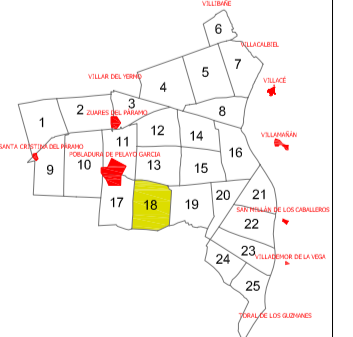 VILLIBAÑE
6
VILLACALBIEL
5
7
VILLAR DEL YERMO
4
VILLACÉ
3
2
8
ZUARES DEL PÁRAMO
1
12
14
VILLAMAÑÁN
11
16
SANTA CRISTINA DEL PÁRAMO
POBLADURA DE PELAYO GARCIA
9
10
13
15
17
18
19
20
21
SAN MILLÁN DE LOS CABALLEROS
22
23
VILLADEMOR DE LA VEGA
24
25
TORAL DE LOS GUZMANES